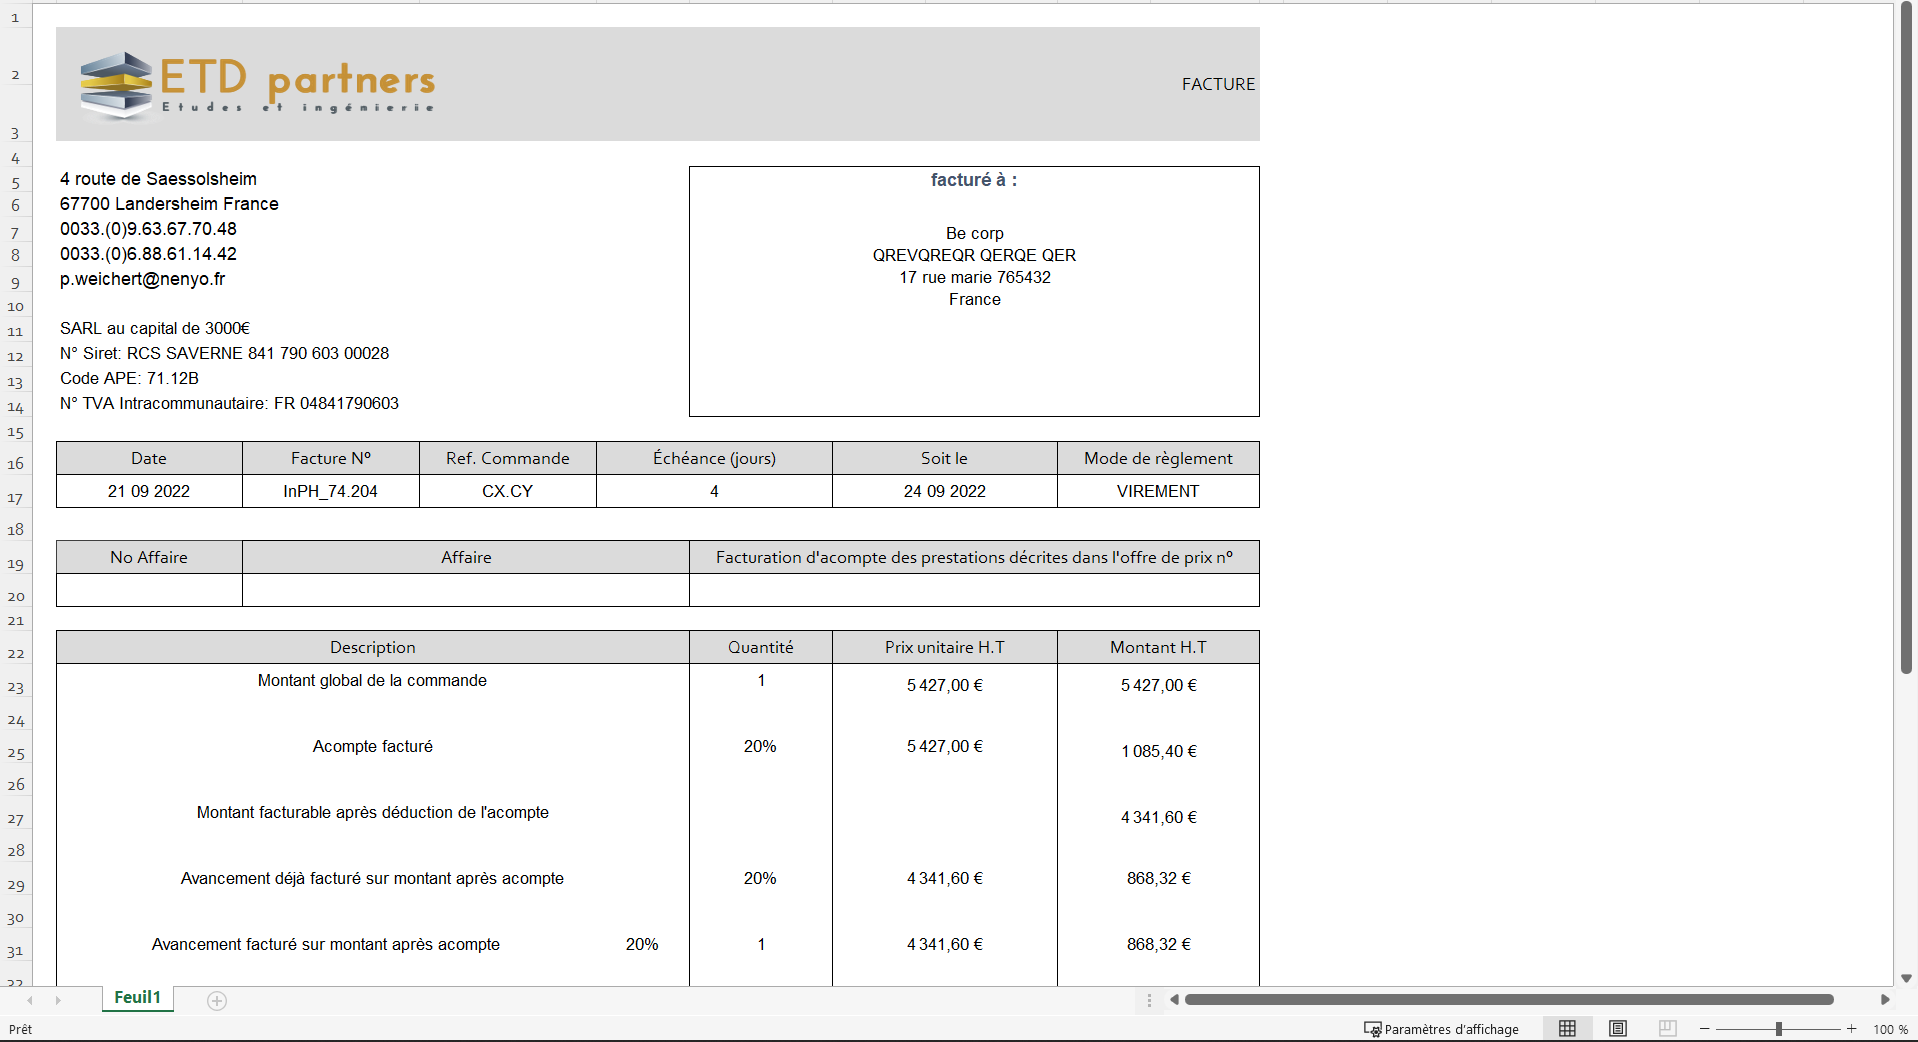 1
2
ETD partners
Etudes et ingénierie
FACTURE
3
4
5
4 route de Saessolsheim
facturé à :
6
67700 Landersheim France
7
0033.(0)9.63.67.70.48
Be corp
8
0033.(0)6.88.61.14.42
QREVQREQR QERQE QER
9
p.weichert@nenyo.fr
17 rue marie 765432
10
France
11
SARL au capital de 3000€
12
N° Siret: RCS SAVERNE 841 790 603 00028
13
Code APE: 71.12B
14
N° TVA Intracommunautaire: FR 04841790603
15
16
Date Facture N° Ref. Commande Échéance (jours) Soit le Mode de règlement
17
21 09 2022 InPH_74.204 CX.CY 4 24 09 2022 VIREMENT
18
19
No Affaire Affaire Facturation d'acompte des prestations décrites dans l'offre de prix n°
20
21
22
Description Quantité Prix unitaire H.T Montant H.T
23
Montant global de la commande 1 5 427,00 € 5 427,00 €
24
25
Acompte facturé 20% 5 427,00 € 1 085,40 €
26
27
Montant facturable après déduction de l'acompte 4 341,60 €
28
29
Avancement déjà facturé sur montant après acompte 20% 4 341,60 € 868,32 €
30
31
Avancement facturé sur montant après acompte 20% 1 4 341,60 € 868,32 €
32
Feuil1
Prêt
Paramètres d'affichage
100 %